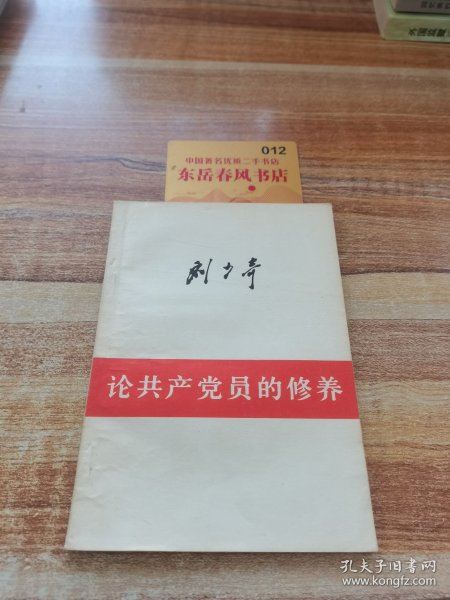 012
中国著名优质二手书店
东岳春风书店
刘少奇
论共产党员的修养
孔夫子旧书网
www.kongfz.com